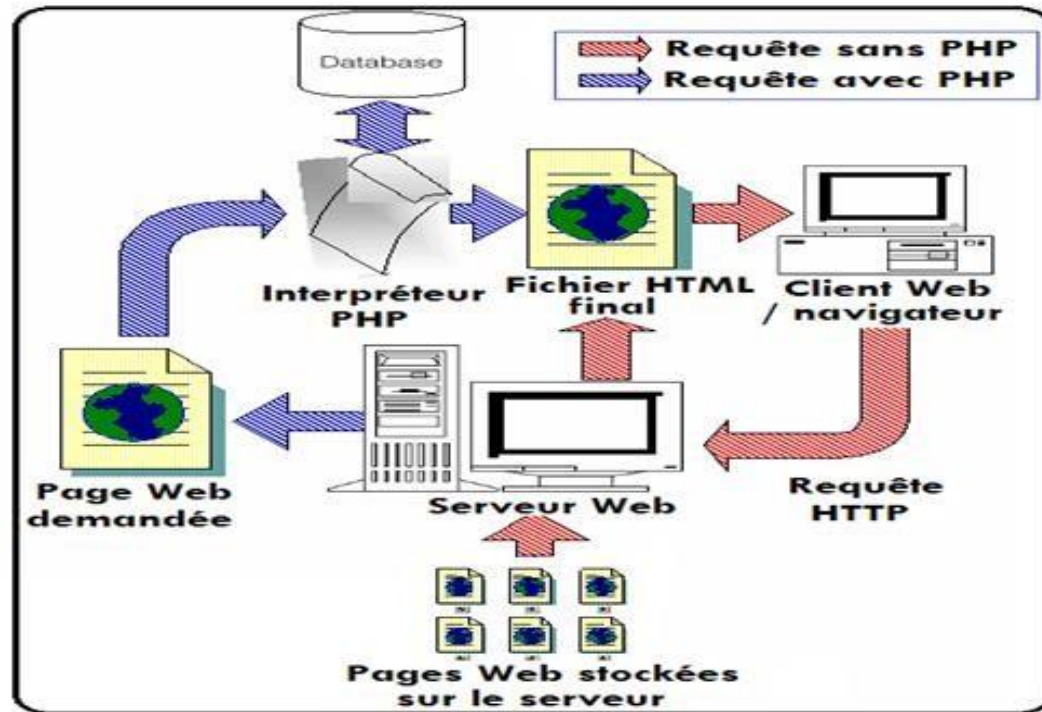 Database
Requête sans PHP
Requête avec PHP
Interpréteur
PHP
Fichier HTML
final
Client Web
/ navigateur
Page Web
demandée
Serveur Web
Requête
HTTP
Pages Web stockées
sur le serveur